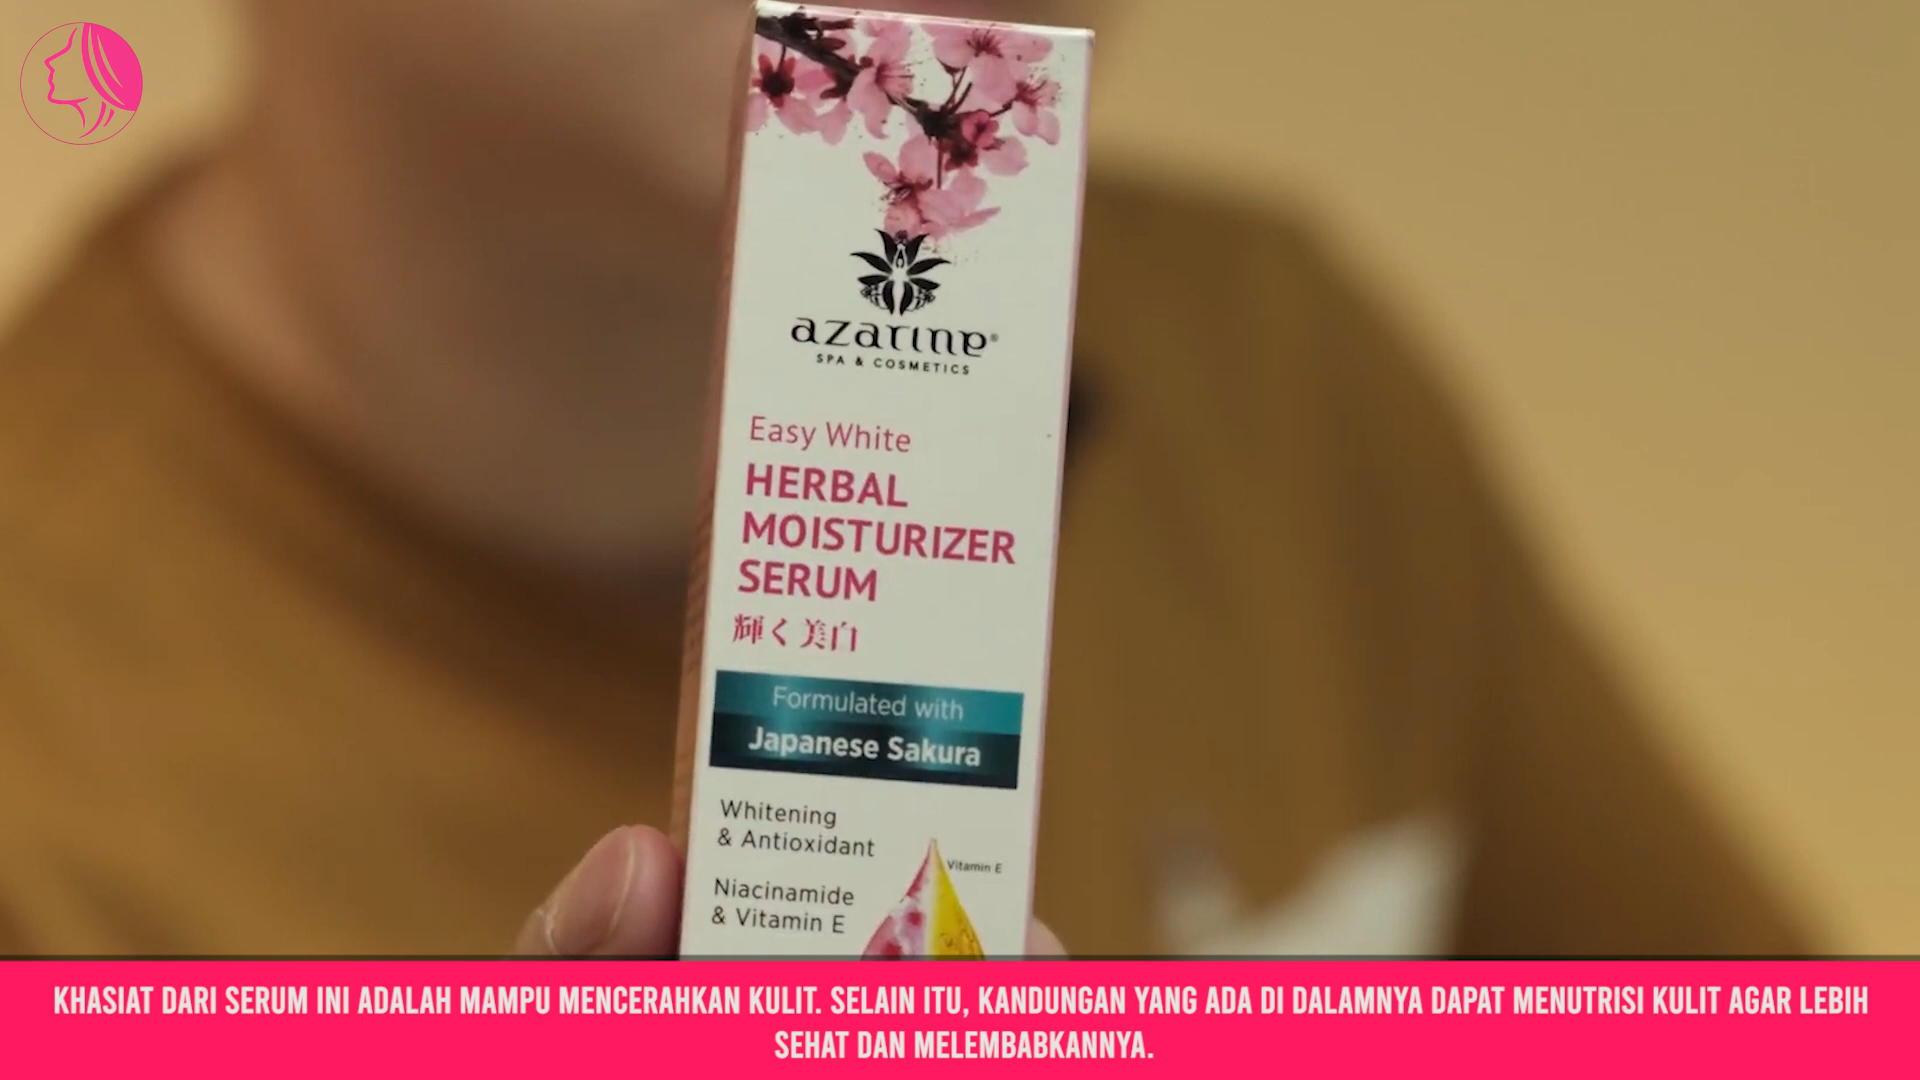 azarine®
SPA & COSMETICS
Easy White
HERBAL
MOISTURIZER
SERUM
輝く美白
Formulated with
Japanese Sakura
Whitening
& Antioxidant
Vitamin E
Niacinamide
& Vitamin E
KHASIAT DARI SERUM INI ADALAH MAMPU MENCERAHKAN KULIT. SELAIN ITU, KANDUNGAN YANG ADA DI DALAMNYA DAPAT MENUTRISI KULIT AGAR LEBIH
SEHAT DAN MELEMBABKANNYA.